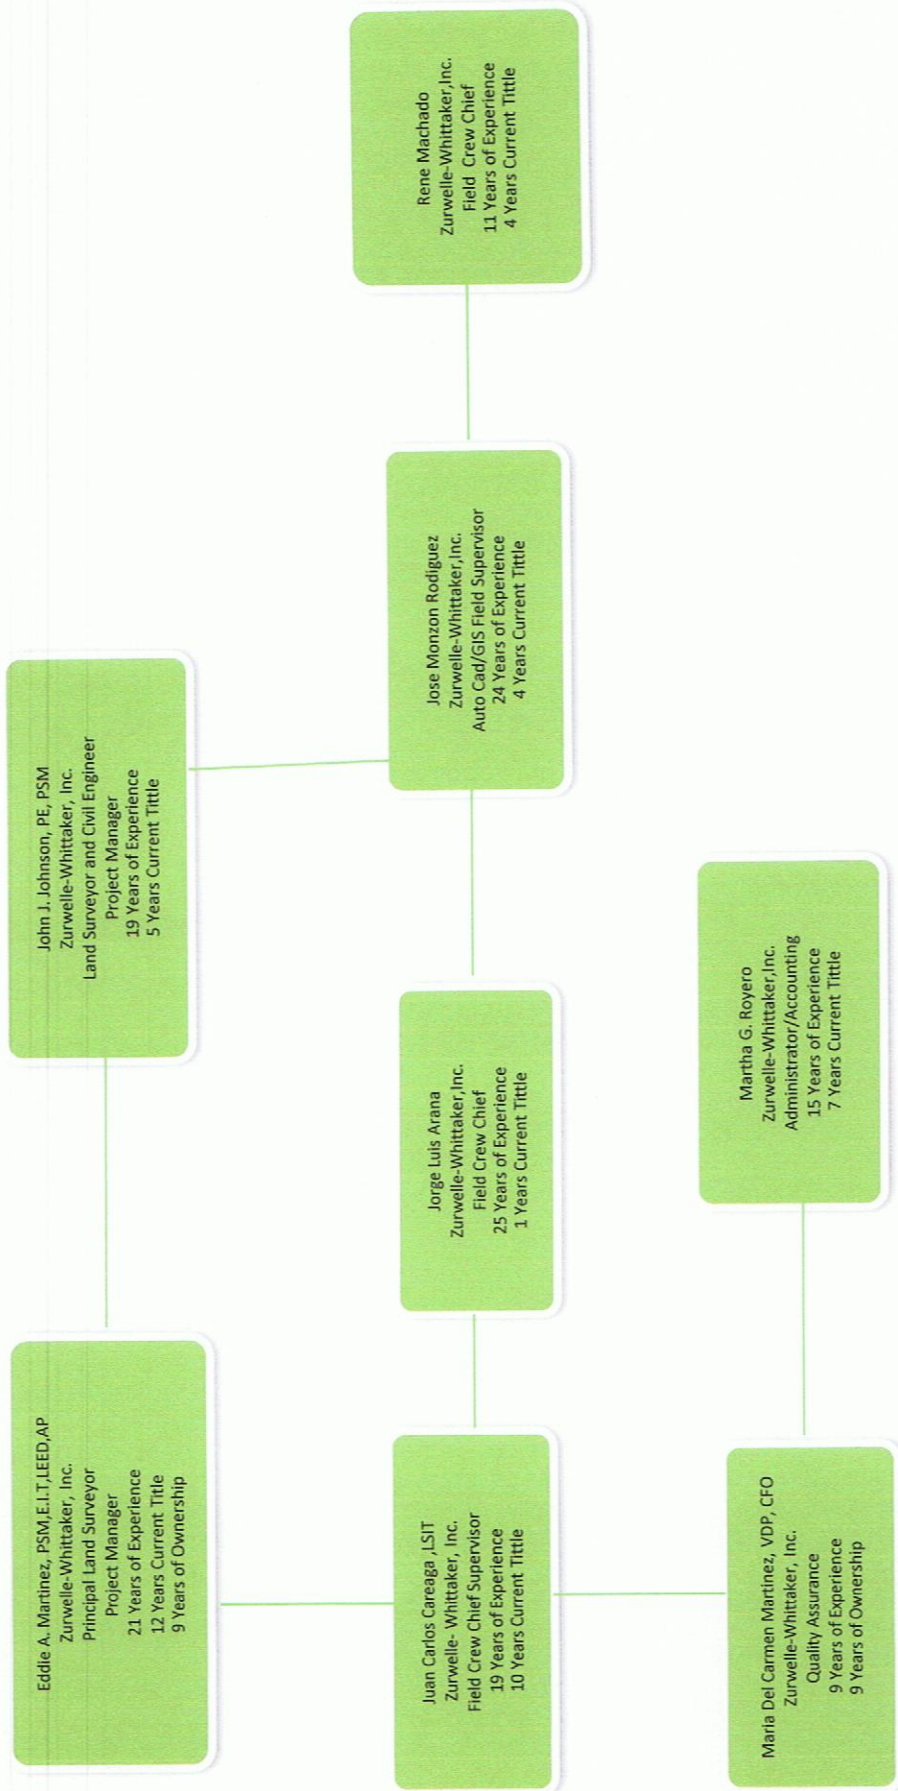 Eddie A. Martinez, PSM,E.I.T,LEED,AP
Zurwelle-Whittaker, Inc.
Principal Land Surveyor
Project Manager
21 Years of Experience
12 Years Current Title
9 Years of Ownership
John J. Johnson, PE, PSM
Zurwelle-Whittaker, Inc.
Land Surveyor and Civil Engineer
Project Manager
19 Years of Experience
5 Years Current Tittle
Juan Carlos Careaga ,LSIT
Zurwelle- Whittaker, Inc.
Field Crew Chief Supervisor
19 Years of Experience
10 Years Current Tittle
Jorge Luis Arana
Zurwelle-Whittaker,Inc.
Field Crew Chief
25 Years of Experience
1 Years Current Tittle
Jose Monzon Rodiguez
Zurwelle-Whittaker,Inc.
Auto Cad/GIS Field Supervisor
24 Years of Experience
4 Years Current Tittle
Rene Machado
Zurwelle-Whittaker,Inc.
Field Crew Chief
11 Years of Experience
4 Years Current Tittle
Maria Del Carmen Martinez, VDP, CFO
Zurwelle-Whittaker, Inc.
Quality Assurance
9 Years of Experience
9 Years of Ownership
Martha G. Royero
Zurwelle-Whittaker,Inc.
Administrator/Accounting
15 Years of Experience
7 Years Current Tittle